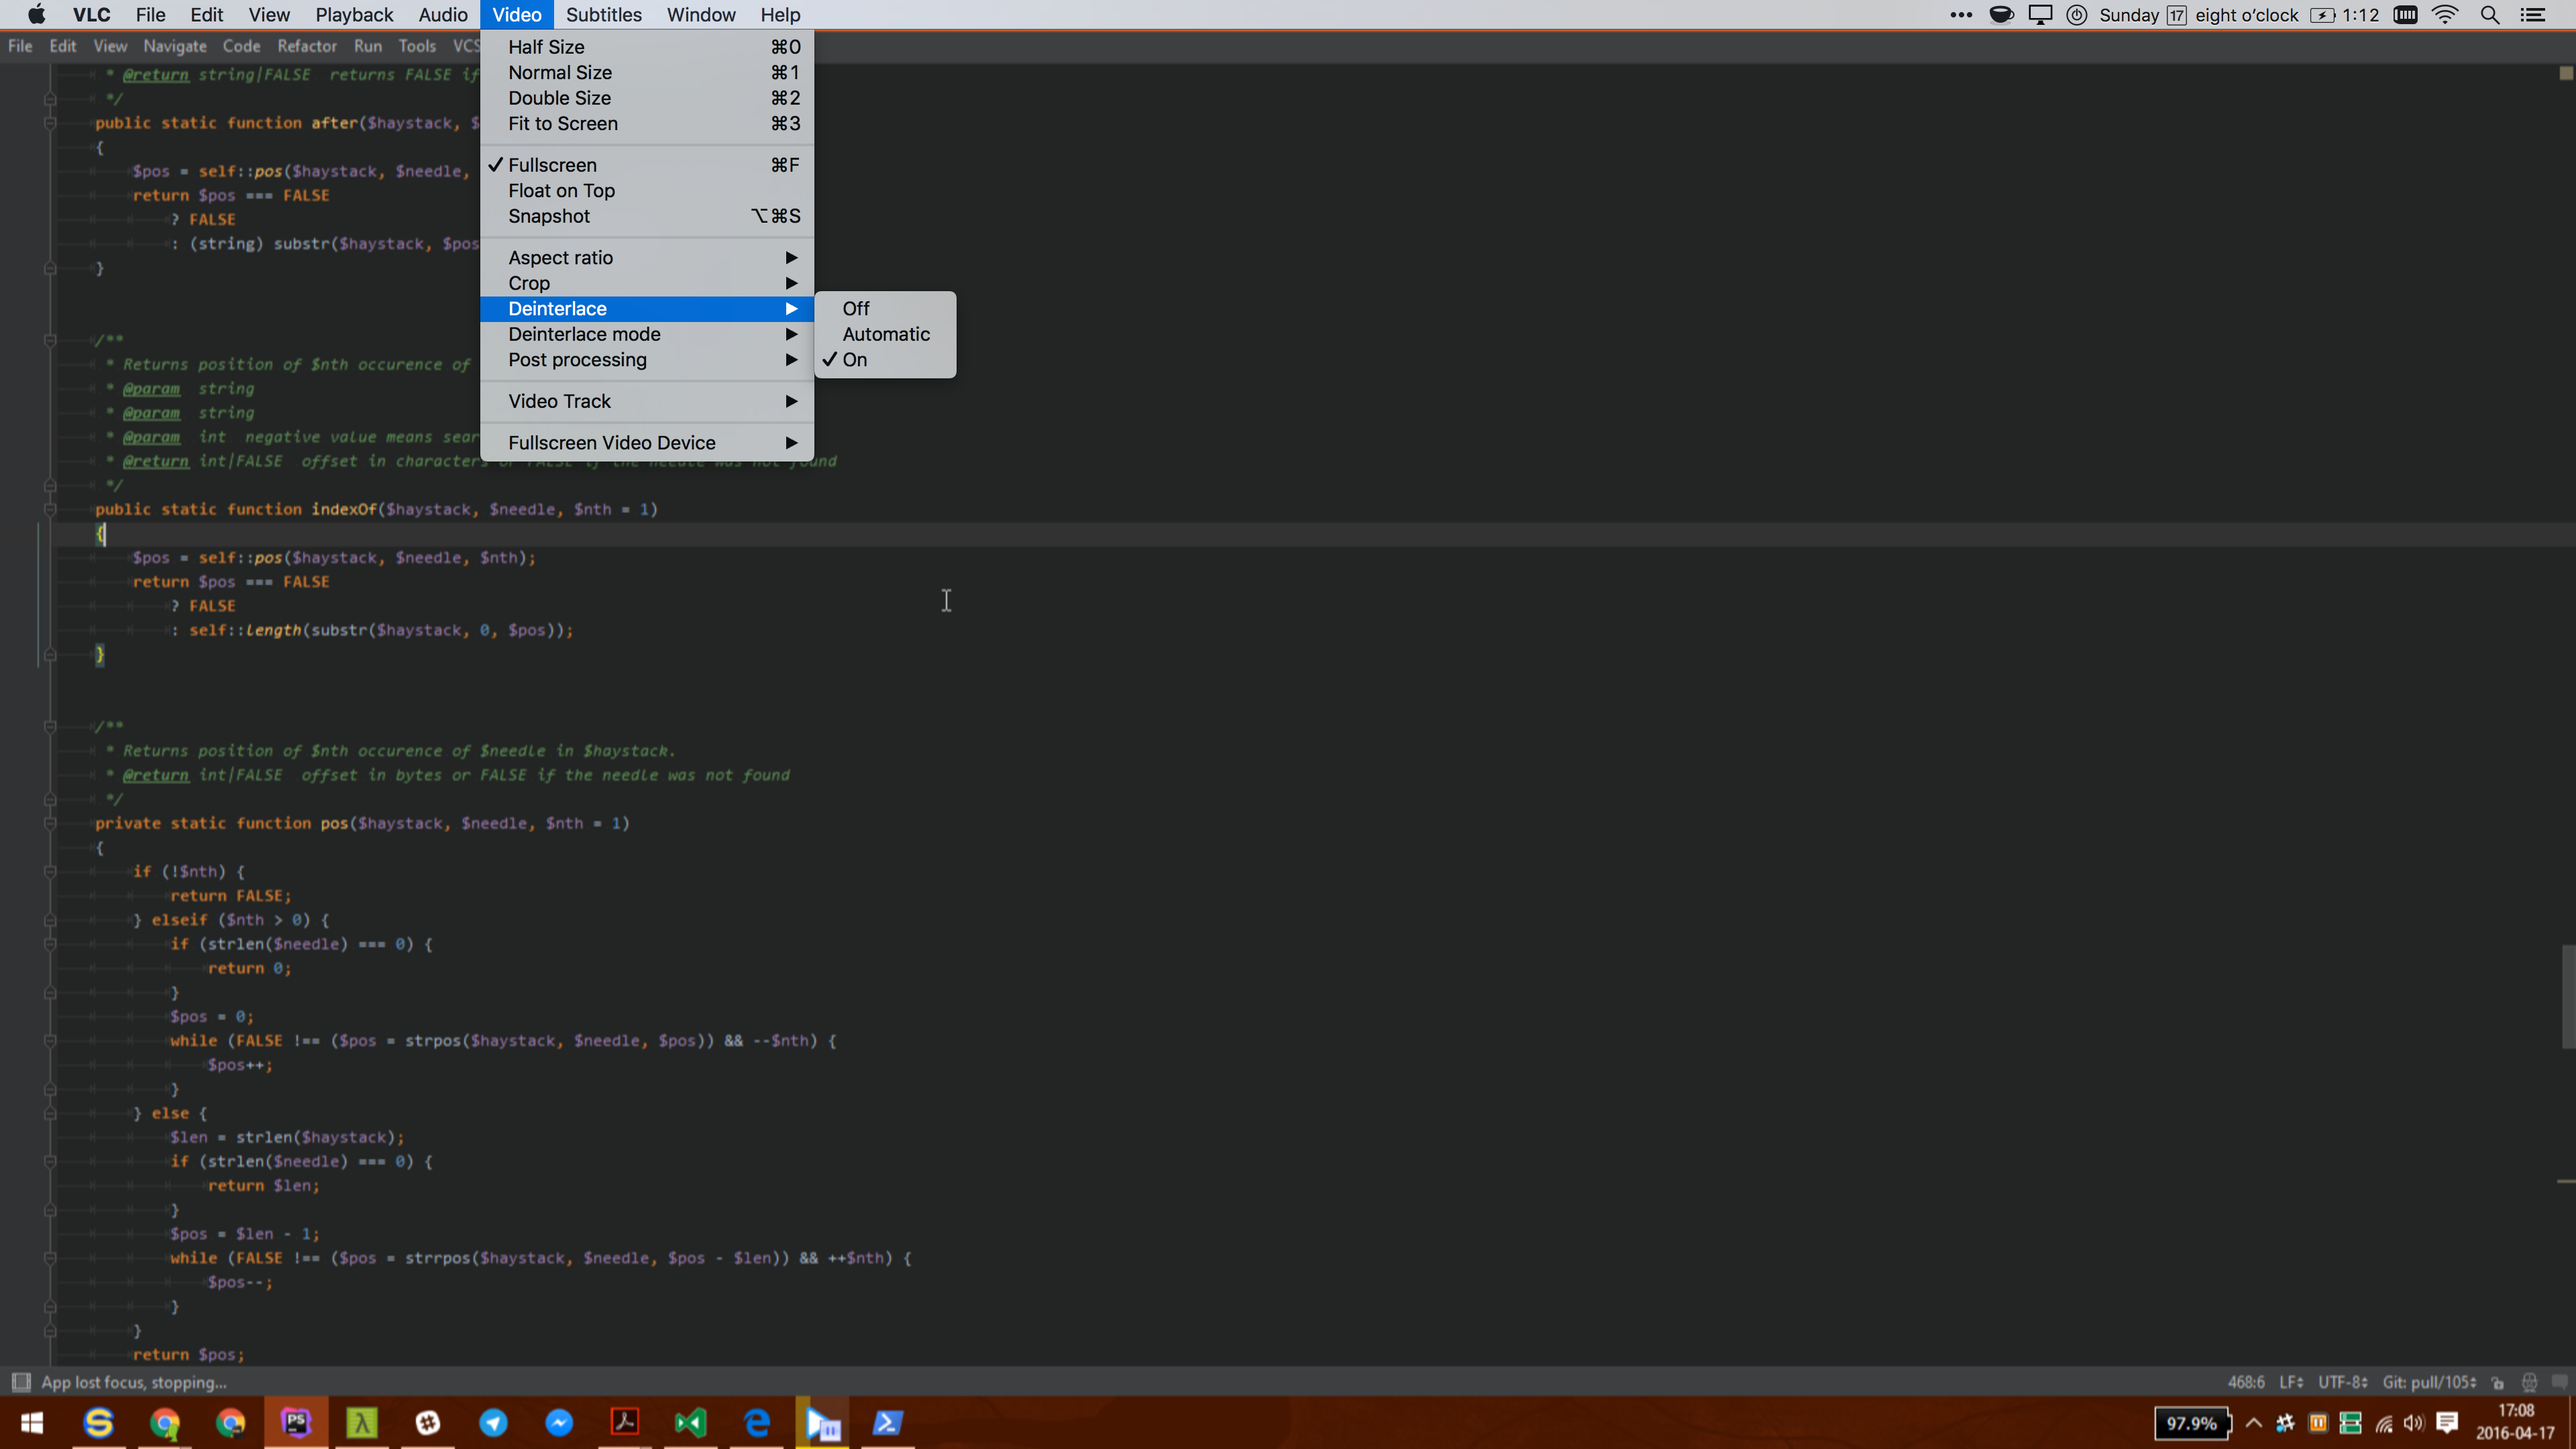 VLC File Edit View Playback Audio Video Subtitles Window Help ••• Sunday 17 eight o'clock 1:12
File Edit View Navigate Code Refactor Run Tools VCS
Half Size ⌘0
Normal Size ⌘1
Double Size ⌘2
Fit to Screen ⌘3
✓ Fullscreen ⌘F
Float on Top
Snapshot ⌥⌘S
Aspect ratio ▶
Crop ▶
Deinterlace ▶
Deinterlace mode ▶
Post processing ▶
Video Track ▶
Fullscreen Video Device ▶
Off
Automatic
✓ On
* @return string|FALSE returns FALSE if
*/
public static function after($haystack, $
{
$pos = self::pos($haystack, $needle,
return $pos === FALSE
? FALSE
: (string) substr($haystack, $pos
}
/**
* Returns position of $nth occurence of
* @param string
* @param string
* @param int negative value means sear
* @return int|FALSE offset in characters or FALSE if the needle was not found
*/
public static function indexOf($haystack, $needle, $nth = 1)
{
$pos = self::pos($haystack, $needle, $nth);
return $pos === FALSE
? FALSE
: self::length(substr($haystack, 0, $pos));
}
/**
* Returns position of $nth occurence of $needle in $haystack.
* @return int|FALSE offset in bytes or FALSE if the needle was not found
*/
private static function pos($haystack, $needle, $nth = 1)
{
if (!$nth) {
return FALSE;
} elseif ($nth > 0) {
if (strlen($needle) === 0) {
return 0;
}
$pos = 0;
while (FALSE !== ($pos = strpos($haystack, $needle, $pos)) && --$nth) {
$pos++;
}
} else {
$len = strlen($haystack);
if (strlen($needle) === 0) {
return $len;
}
$pos = $len - 1;
while (FALSE !== ($pos = strrpos($haystack, $needle, $pos - $len)) && ++$nth) {
$pos--;
}
}
return $pos;
App lost focus, stopping... 468:6 LF UTF-8 Git: pull/105
PS λ 97.9% 17:08
2016-04-17